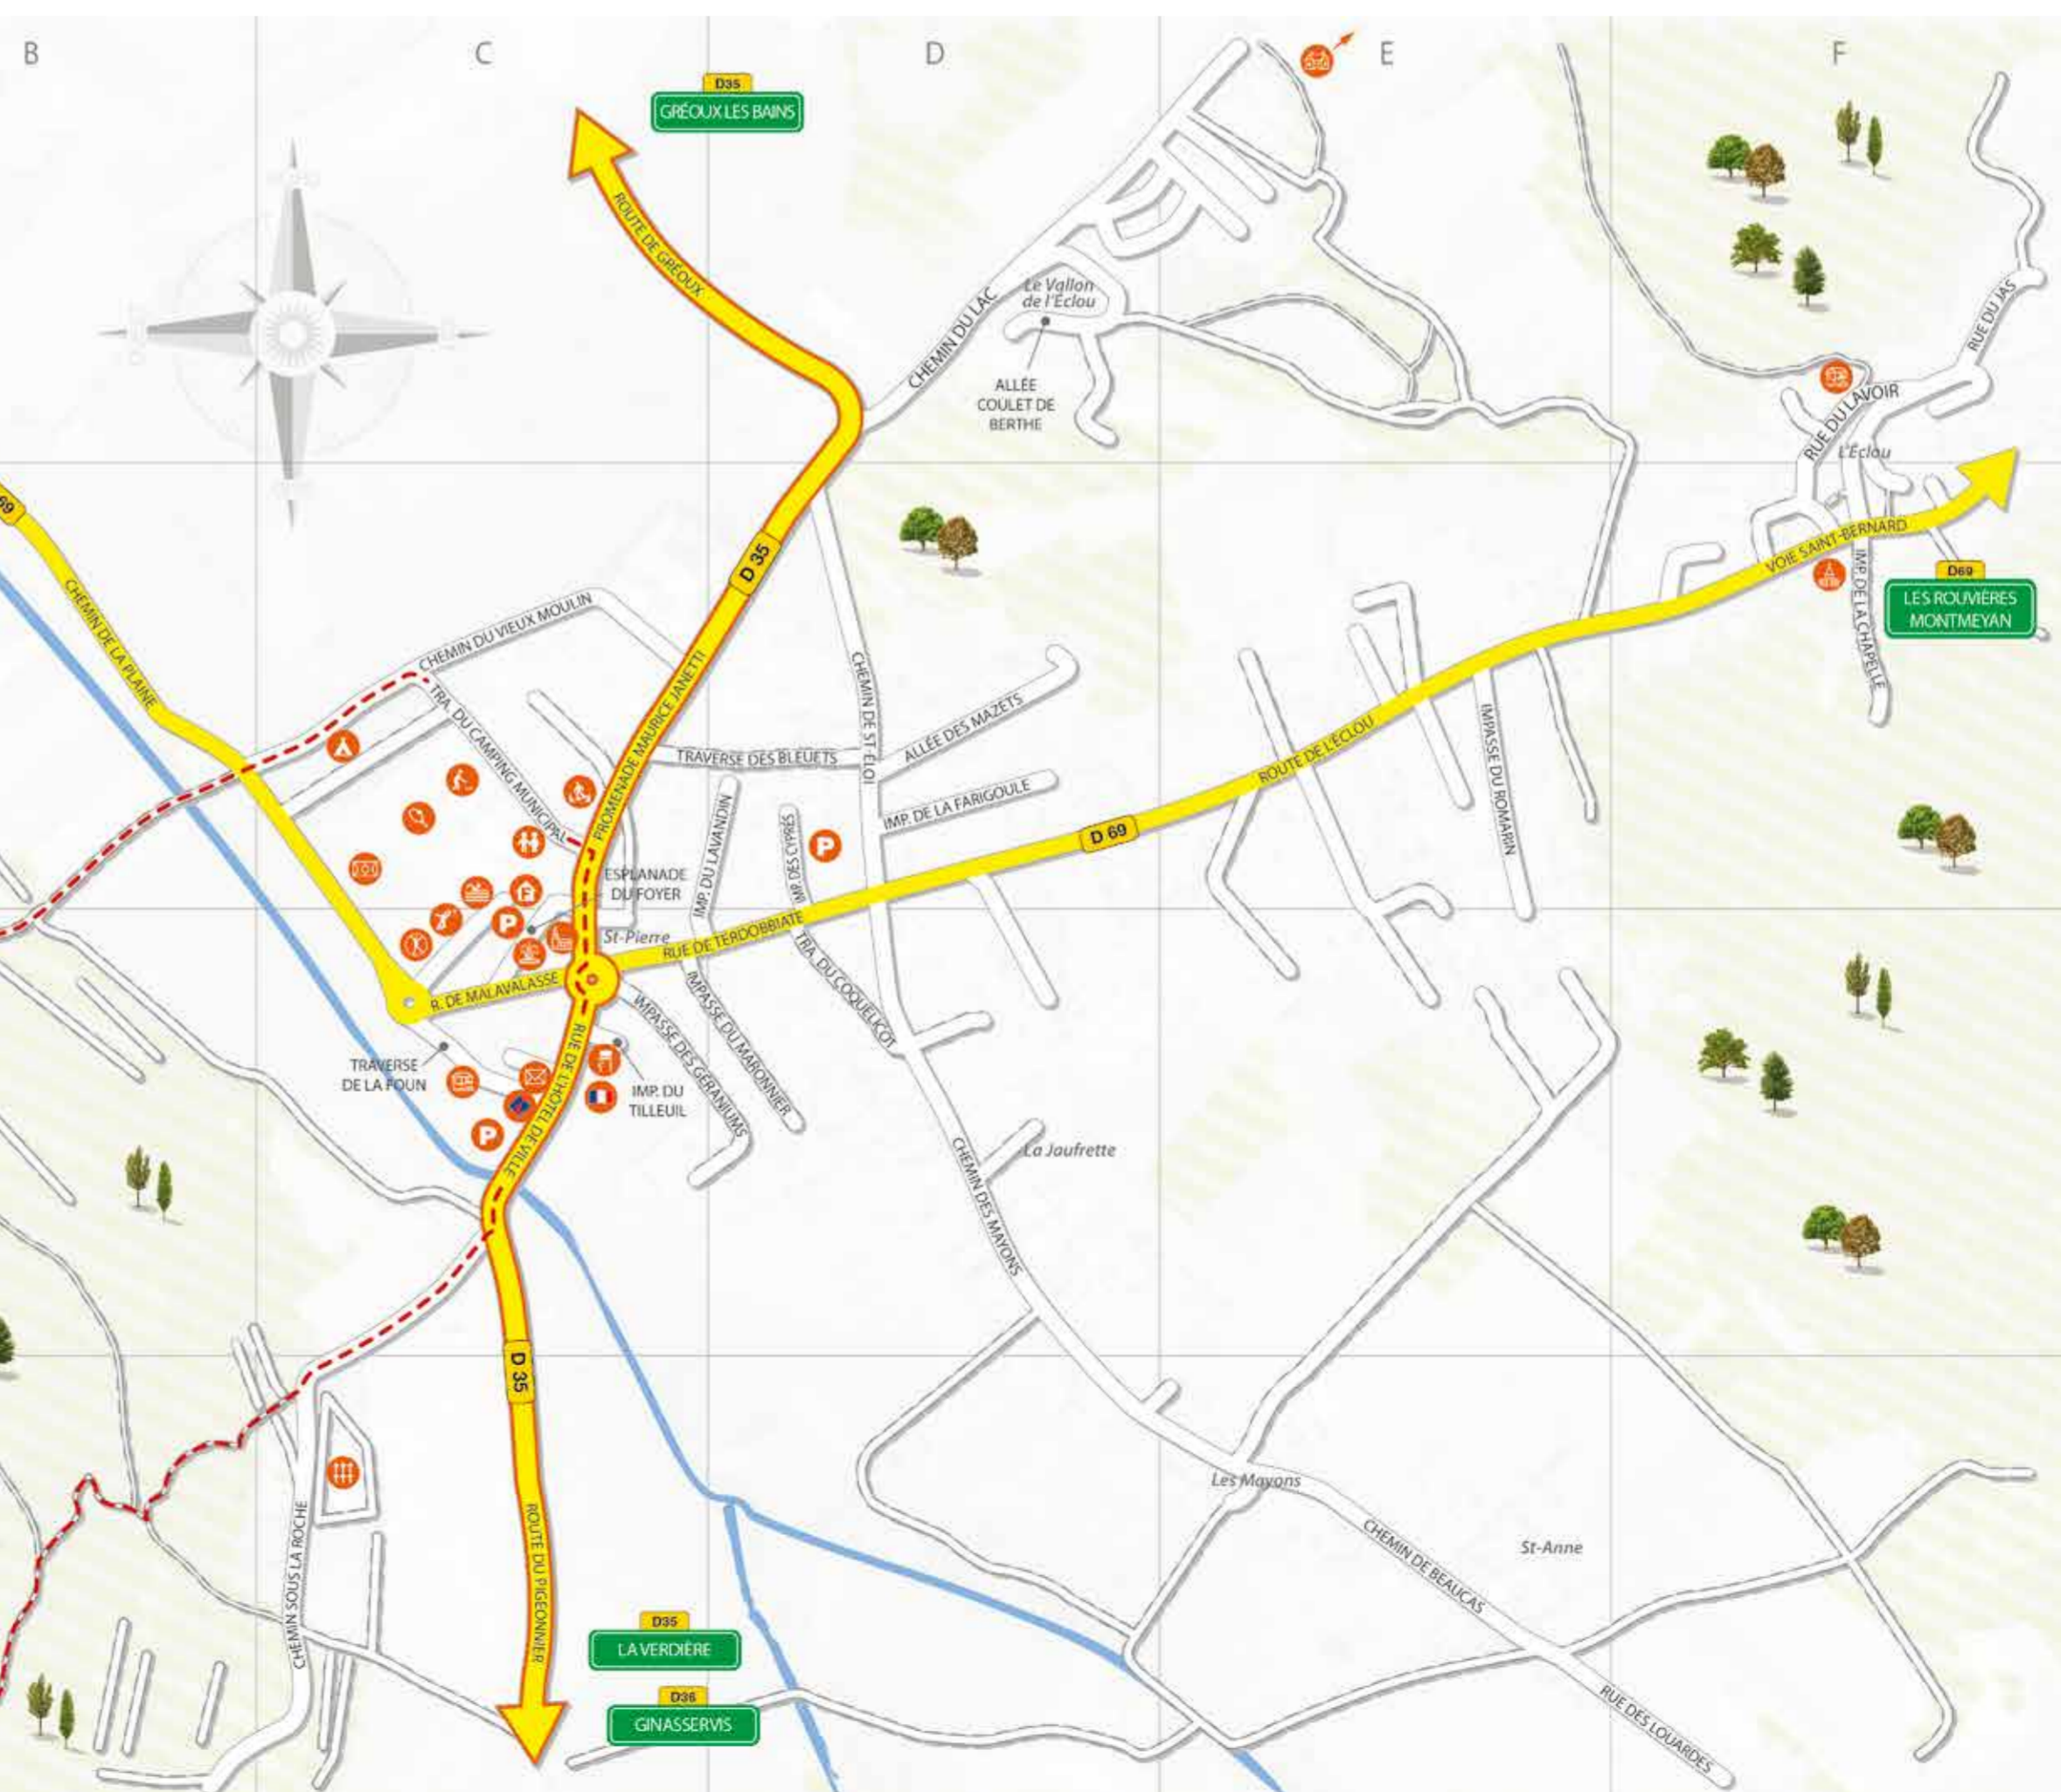 B
C
D
E
F
D35
GRÉOUX LES BAINS
ROUTE DE GRÉOUX
CHEMIN DU LAC
Le Vallon
de l'Éclou
ALLÉE
COULET DE
BERTHE
RUE DU JAS
RUE DU LAVOIR
L'Éclou
69
CHEMIN DE LA PLAINE
D 35
VOIE SAINT-BERNARD
D69
LES ROUVIÈRES
MONTMEYAN
IMP. DE LA CHAPELLE
CHEMIN DU VIEUX MOULIN
TRA. DU CAMPING MUNICIPAL
PROMENADE MAURICE JANETTI
CHEMIN DE ST-ÉLOI
TRAVERSE DES BLEUETS
ALLÉE DES MAZETS
IMP. DE LA FARIGOULE
IMP. DU LAVANDIN
IMP. DES CYPRÈS
P
D 69
ROUTE DE L'ÉCLOU
IMPASSE DU ROMARIN
ESPLANADE
DU FOYER
P
St-Pierre
RUE DE TERDOBBIATE
R. DE MALAVALASSE
TRA. DU COQUELICOT
IMPASSE DU MARONNIER
IMPASSE DES GÉRANIUMS
RUE DE L'HÔTEL DE VILLE
TRAVERSE
DE LA FOUN
IMP. DU
TILLEUIL
P
CHEMIN DES MAYONS
La Jaufrette
D 35
Les Mayons
CHEMIN SOUS LA ROCHE
ROUTE DU PIGEONNIER
CHEMIN DE BEAUCAS
St-Anne
D35
LA VERDIÈRE
D36
GINASSERVIS
RUE DES LOUARDES